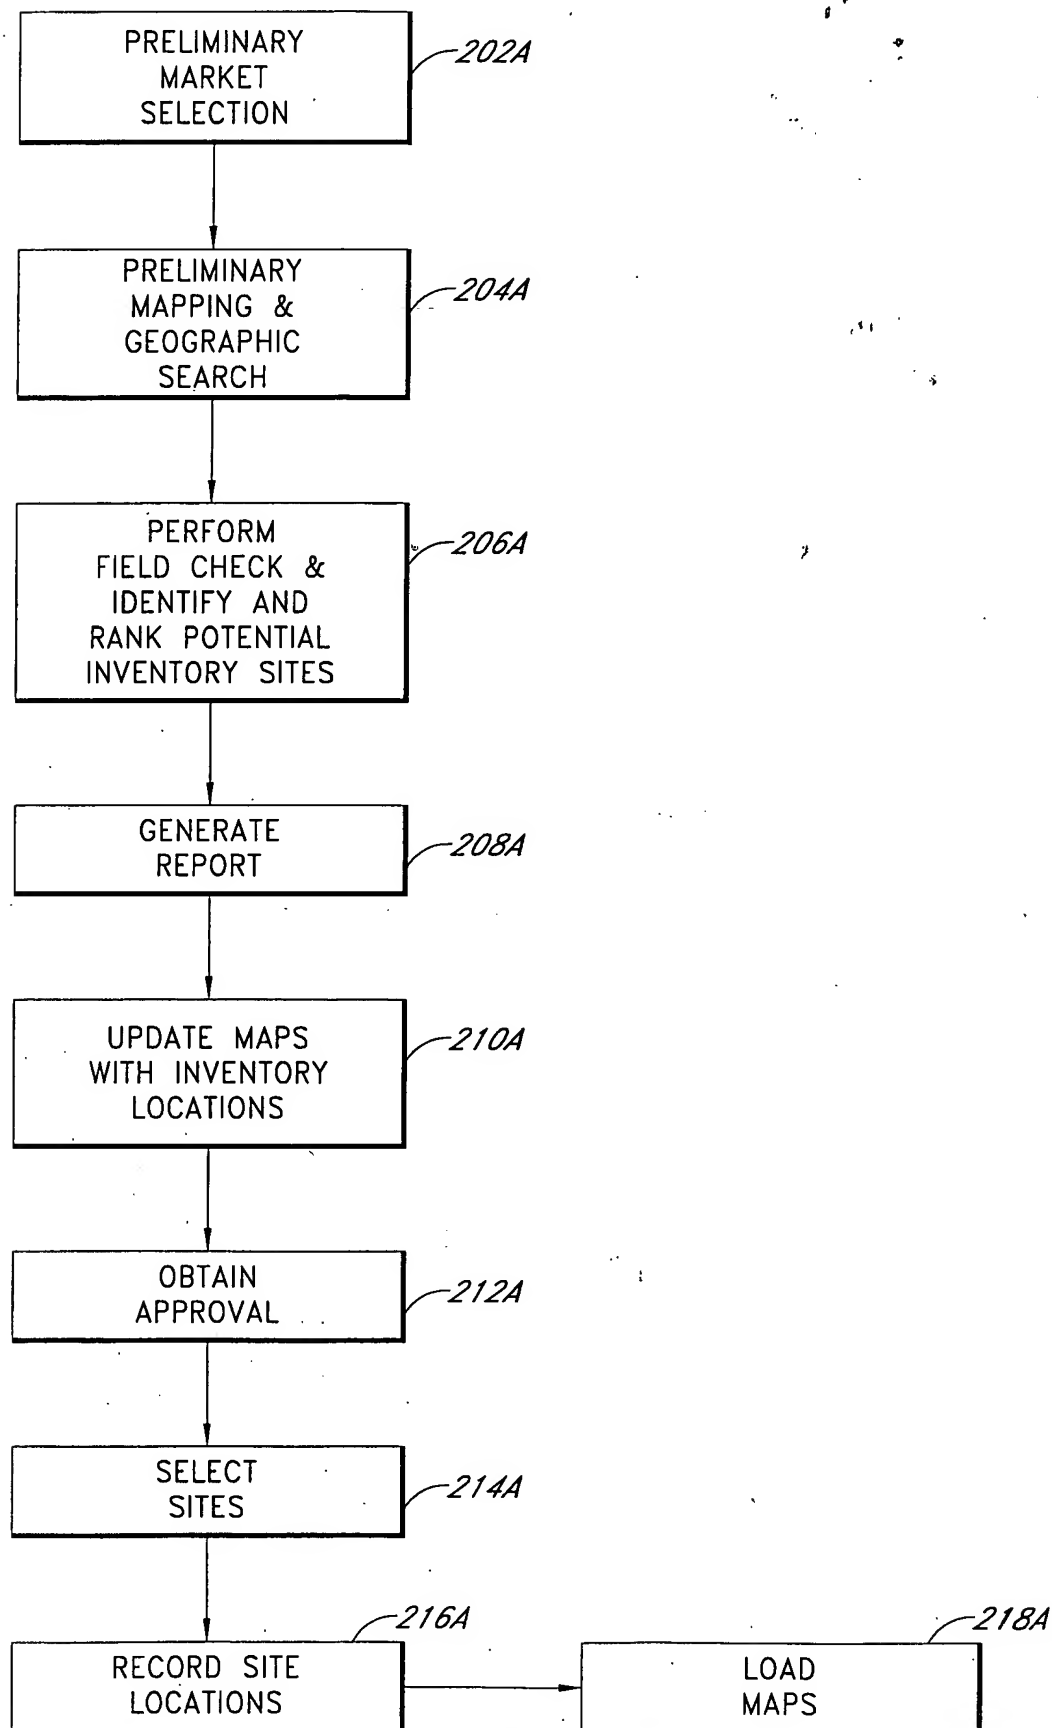 PRELIMINARY
MARKET
SELECTION
202A
PRELIMINARY
MAPPING &
GEOGRAPHIC
SEARCH
204A
PERFORM
FIELD CHECK &
IDENTIFY AND
RANK POTENTIAL
INVENTORY SITES
206A
GENERATE
REPORT
208A
UPDATE MAPS
WITH INVENTORY
LOCATIONS
210A
OBTAIN
APPROVAL
212A
SELECT
SITES
214A
216A
RECORD SITE
LOCATIONS
218A
LOAD
MAPS